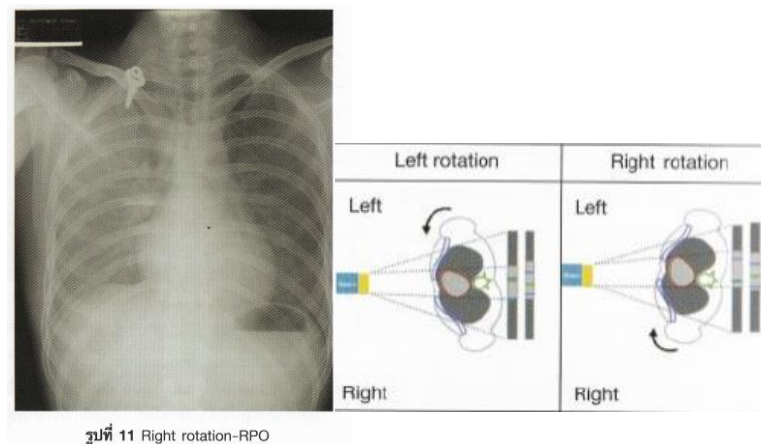 Left rotation
Right rotation
Left
Left
Right
Right
รูปที่ 11 Right rotation-RPO